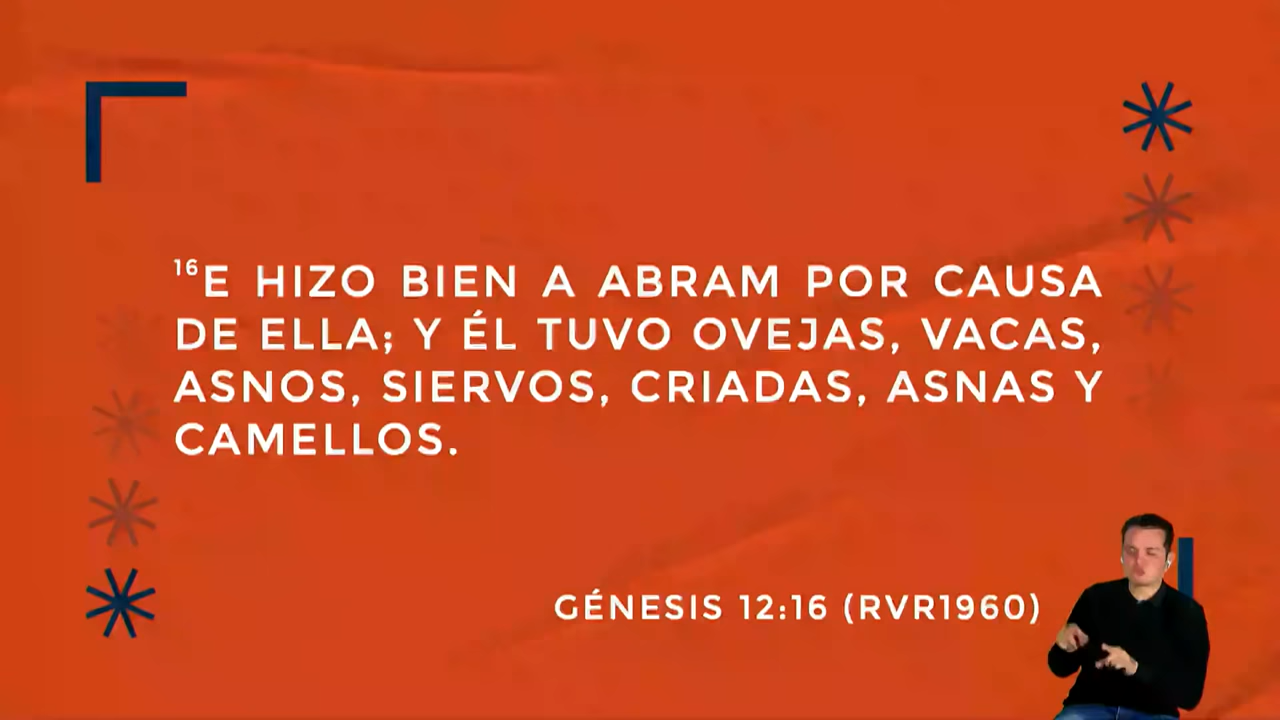 ¹⁶E HIZO BIEN A ABRAM POR CAUSA
DE ELLA; Y ÉL TUVO OVEJAS, VACAS,
ASNOS, SIERVOS, CRIADAS, ASNAS Y
CAMELLOS.
GÉNESIS 12:16 (RVR1960)